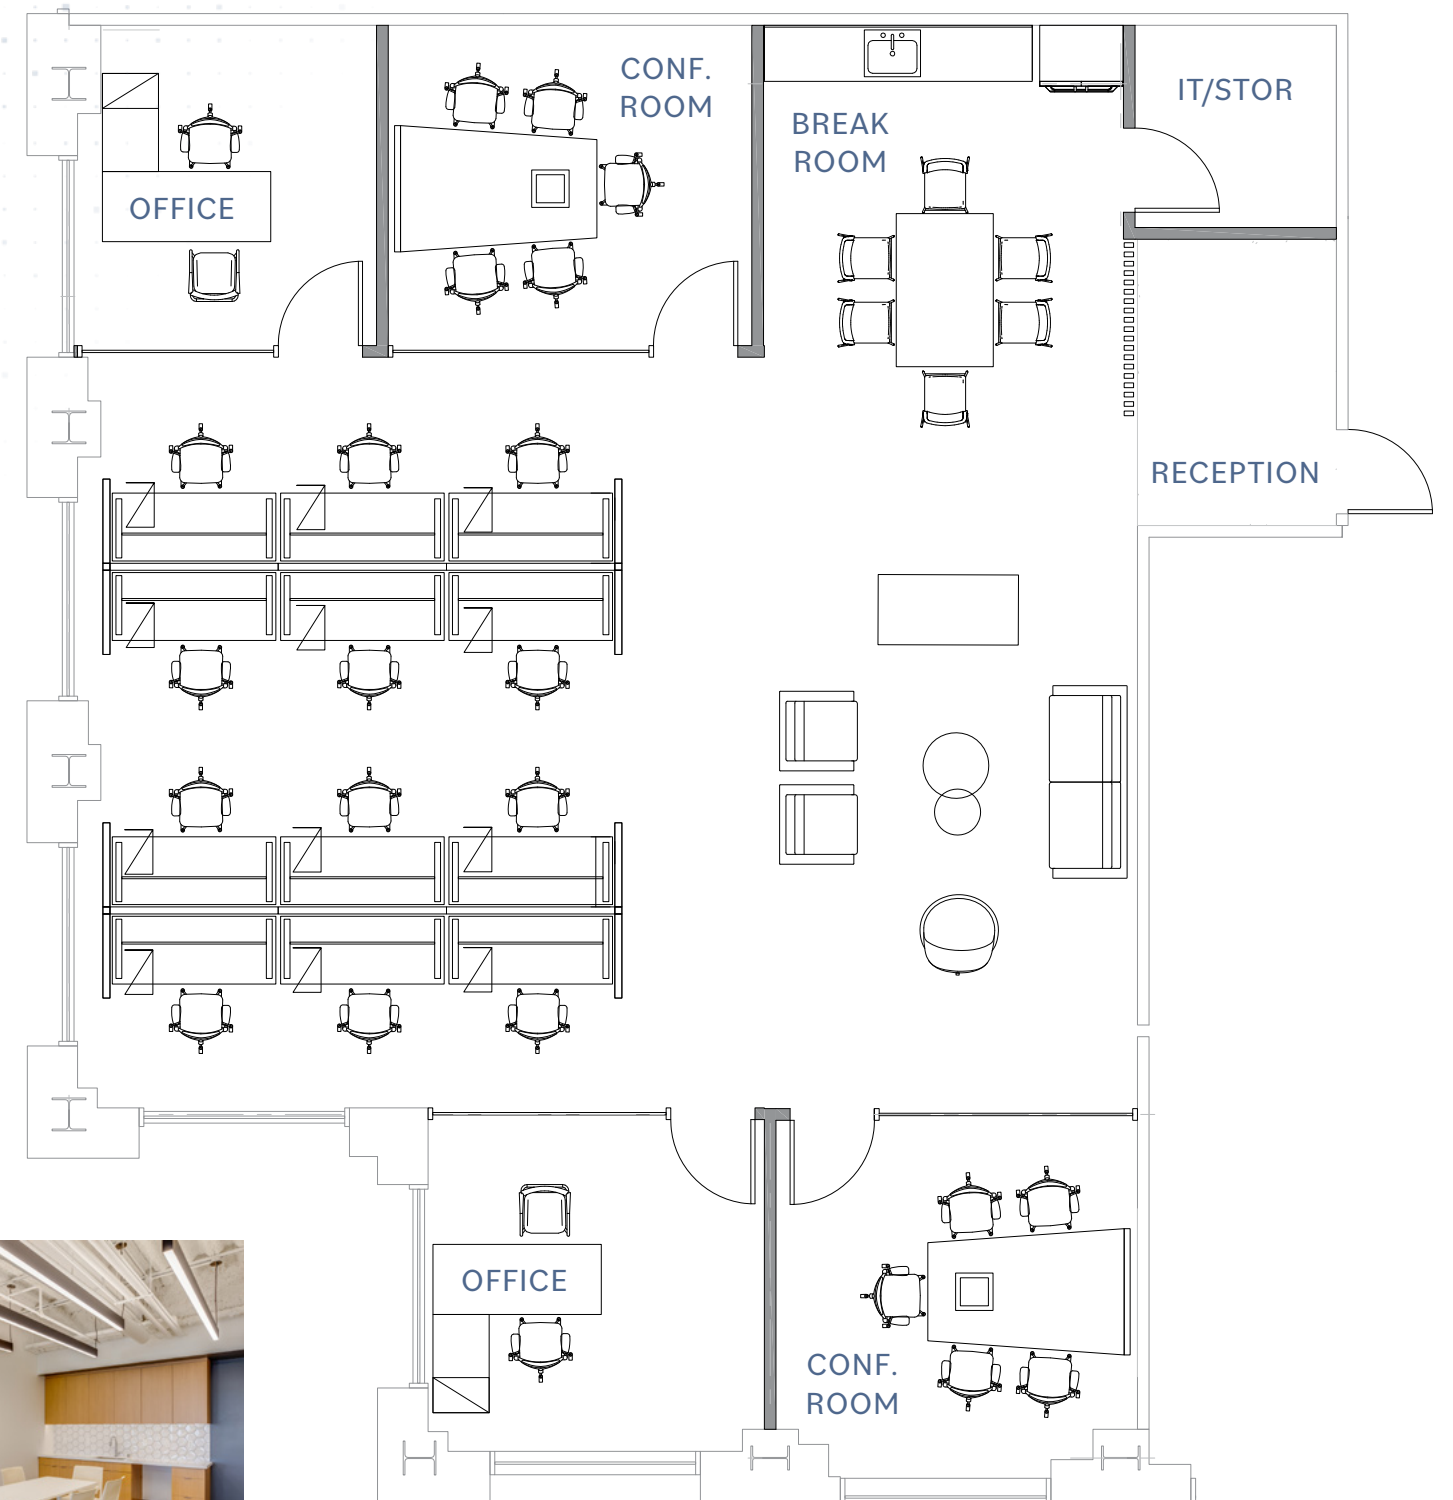 CONF.
ROOM
IT/STOR
BREAK
ROOM
OFFICE
RECEPTION
OFFICE
CONF.
ROOM